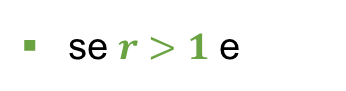 ▪ se r > 1 e